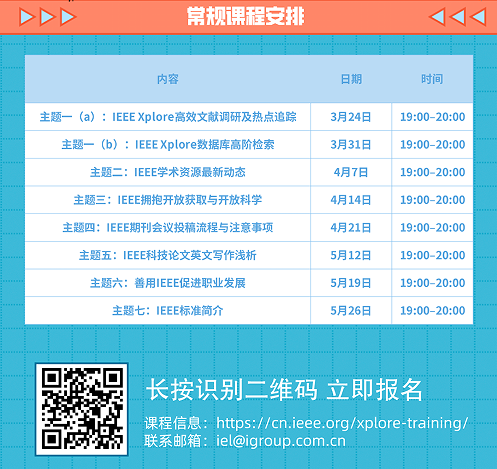 常规课程安排
内容 日期 时间
主题一（a）：IEEE Xplore高效文献调研及热点追踪 3月24日 19:00–20:00
主题一（b）：IEEE Xplore数据库高阶检索 3月31日 19:00–20:00
主题二：IEEE学术资源最新动态 4月7日 19:00–20:00
主题三：IEEE拥抱开放获取与开放科学 4月14日 19:00–20:00
主题四：IEEE期刊会议投稿流程与注意事项 4月21日 19:00–20:00
主题五：IEEE科技论文英文写作浅析 5月12日 19:00–20:00
主题六：善用IEEE促进职业发展 5月19日 19:00–20:00
主题七：IEEE标准简介 5月26日 19:00–20:00
长按识别二维码 立即报名
课程信息：https://cn.ieee.org/xplore-training/
联系邮箱：iel@igroup.com.cn